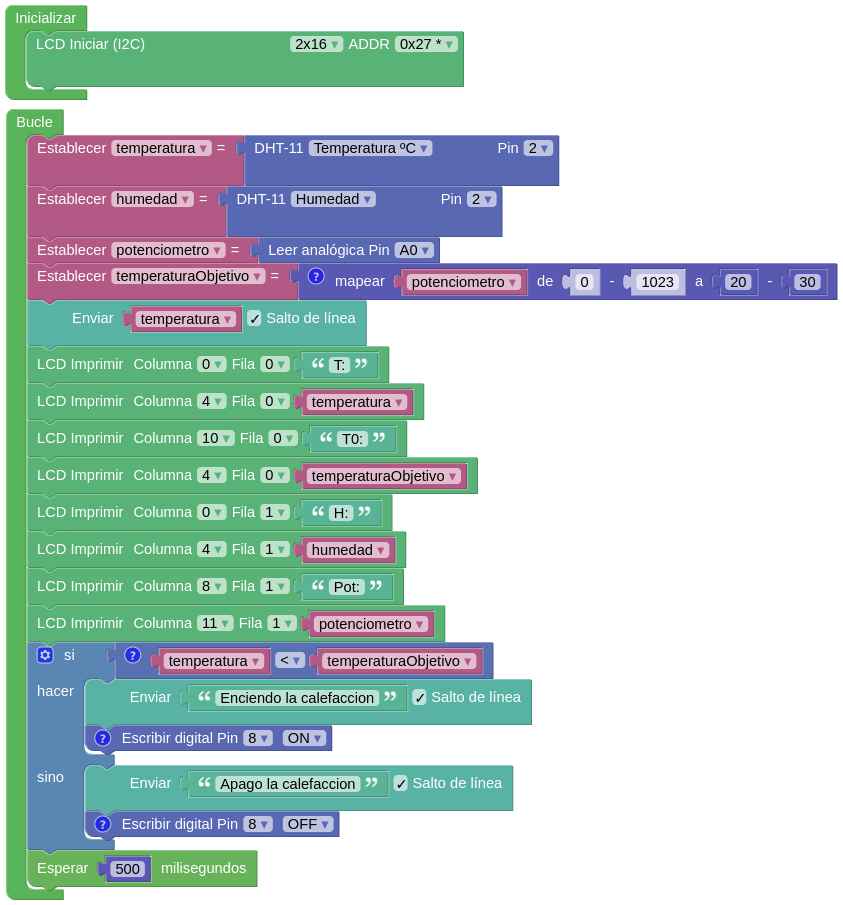 Inicializar
LCD Iniciar (I2C) 2x16 ADDR 0x27 *
Bucle
Establecer temperatura = DHT-11 Temperatura ºC Pin 2
Establecer humedad = DHT-11 Humedad Pin 2
Establecer potenciometro = Leer analógica Pin A0
Establecer temperaturaObjetivo = ? mapear potenciometro de 0 - 1023 a 20 - 30
Enviar temperatura ✓ Salto de línea
LCD Imprimir Columna 0 Fila 0 “ T: ”
LCD Imprimir Columna 4 Fila 0 temperatura
LCD Imprimir Columna 10 Fila 0 “ T0: ”
LCD Imprimir Columna 4 Fila 0 temperaturaObjetivo
LCD Imprimir Columna 0 Fila 1 “ H: ”
LCD Imprimir Columna 4 Fila 1 humedad
LCD Imprimir Columna 8 Fila 1 “ Pot: ”
LCD Imprimir Columna 11 Fila 1 potenciometro
si ? temperatura < temperaturaObjetivo
hacer Enviar “ Enciendo la calefaccion ” ✓ Salto de línea
? Escribir digital Pin 8 ON
sino Enviar “ Apago la calefaccion ” ✓ Salto de línea
? Escribir digital Pin 8 OFF
Esperar 500 milisegundos